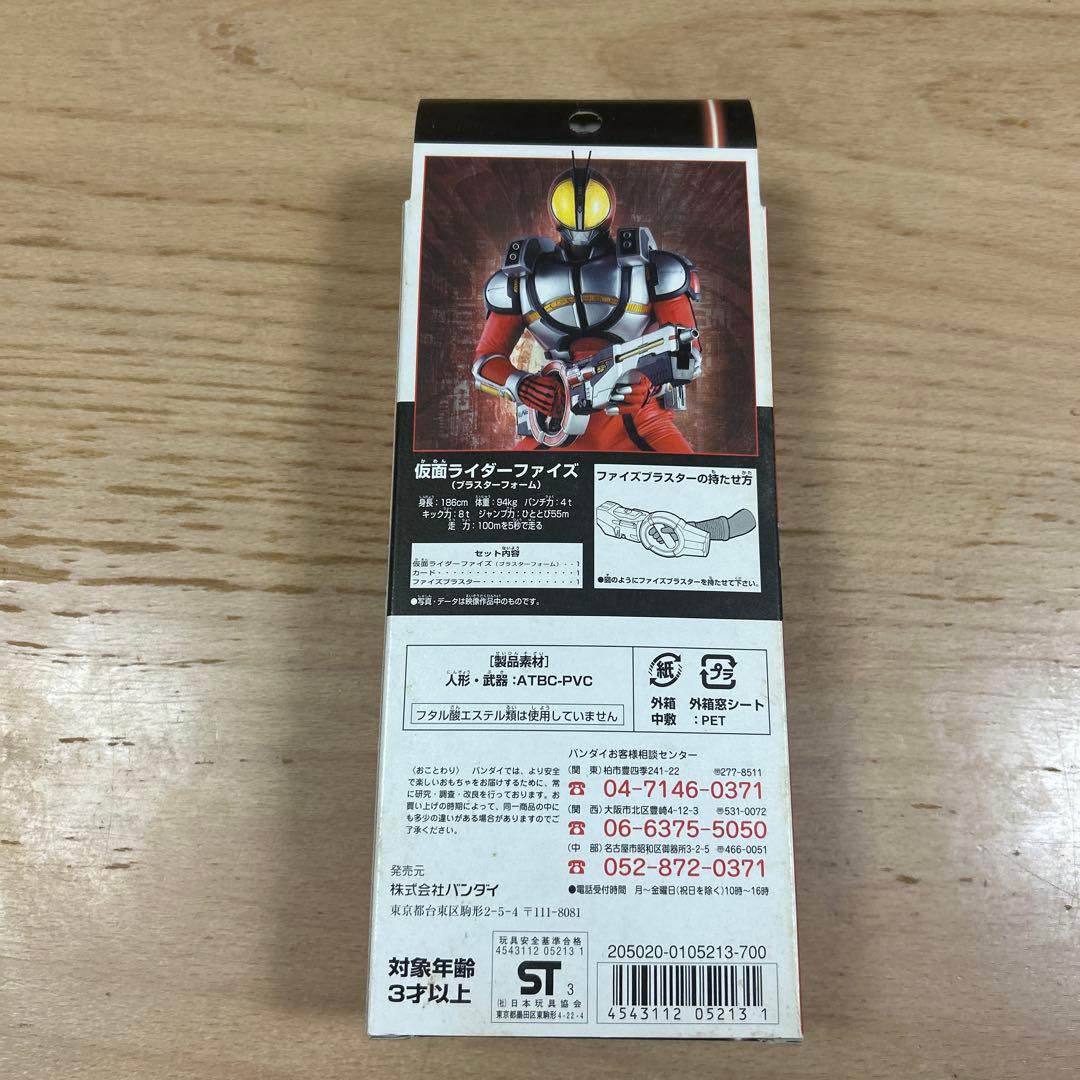 仮面ライダーファイズ
(ブラスターフォーム)
身長:186cm 体重:94kg パンチ力:4t
キック力:8t ジャンプ力:ひととび55m
走 力:100mを5秒で走る
セット内容
仮面ライダーファイズ(ブラスターフォーム)・・1
カード・・・・・・・・・・・・・・・・・・1
ファイズブラスター・・・・・・・・・・・・1
●写真・データは映像作品中のものです。
ファイズブラスターの持たせ方
●図のようにファイズブラスターを持たせて下さい。
[製品素材]
人形・武器:ATBC-PVC
フタル酸エステル類は使用していません
紙
外箱
中敷
プラ
外箱窓シート
:PET
(おことわり) バンダイでは、より安全
で楽しいおもちゃをお届けするために、常
に研究・調査・改良を行っております。お
買い上げの時期によって、同一商品の中に
も多少の違いがある場合がありますのでご
了承ください。
バンダイお客様相談センター
(関 東)柏市豊四季241-22 〒277-8511
☎ 04-7146-0371
(関 西)大阪市北区豊崎4-12-3 〒531-0072
☎ 06-6375-5050
(中 部)名古屋市昭和区御器所3-2-5 〒466-0051
☎ 052-872-0371
●電話受付時間 月〜金曜日(祝日を除く)10時〜16時
発売元
株式会社バンダイ
東京都台東区駒形2-5-4 〒111-8081
対象年齢
3才以上
玩具安全基準合格
4543112 05213 1
ST 3
(社)日本玩具協会
東京都墨田区東駒形4-22-4
205020-0105213-700
4543112 052131